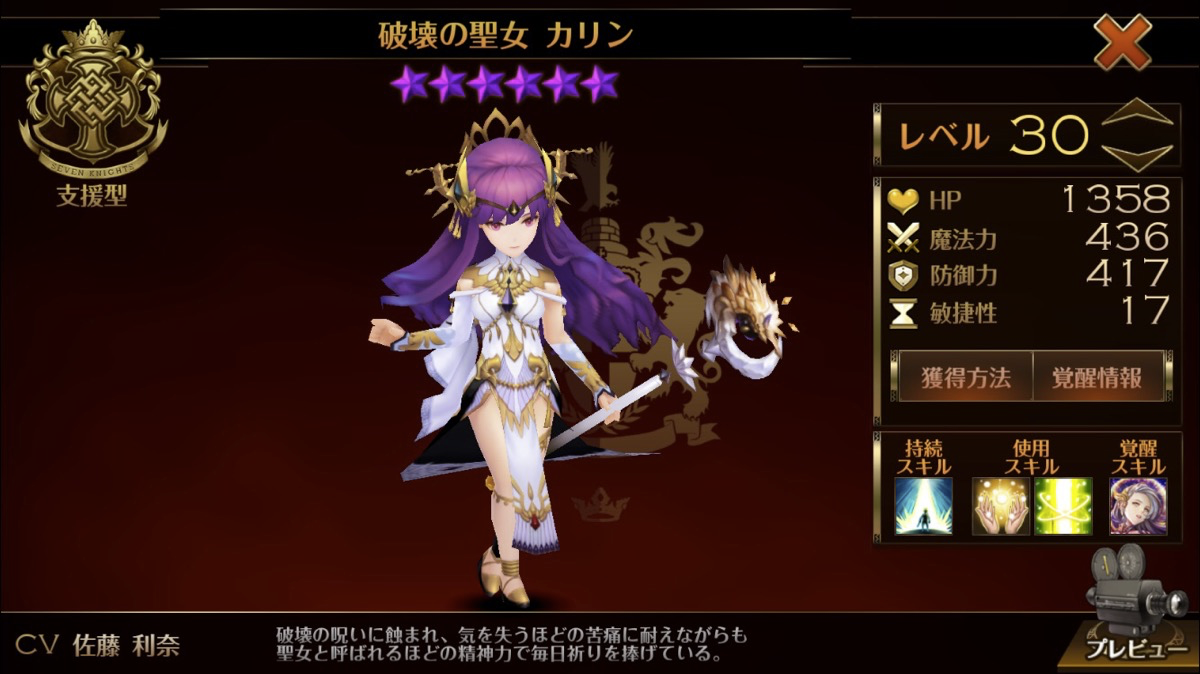 破壊の聖女 カリン
SEVEN KNIGHTS
支援型
レベル 30
HP 1358
魔法力 436
防御力 417
敏捷性 17
獲得方法 覚醒情報
持続 使用 覚醒
スキル スキル スキル
CV 佐藤 利奈
破壊の呪いに蝕まれ、気を失うほどの苦痛に耐えながらも
聖女と呼ばれるほどの精神力で毎日祈りを捧げている。
プレビュー